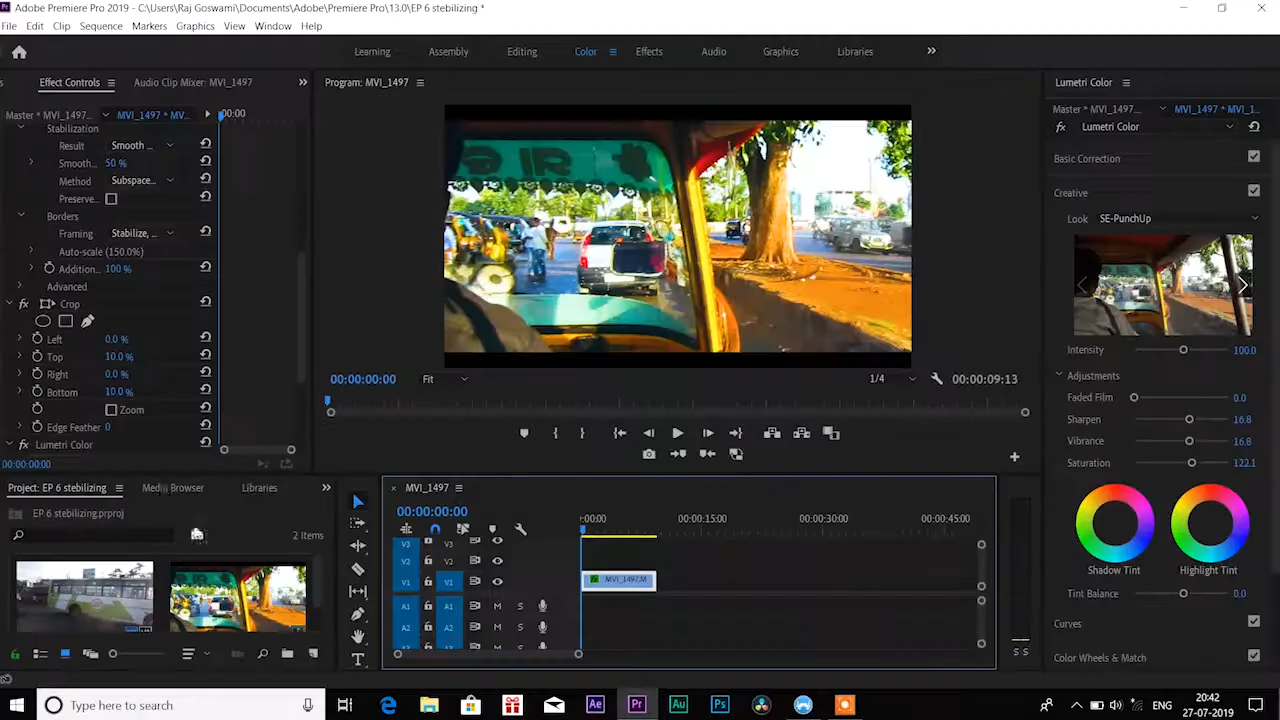 Adobe Premiere Pro 2019 - C:\Users\Raj Goswami\Documents\Adobe\Premiere Pro\13.0\EP 6 stebilizing *
File Edit Clip Sequence Markers Graphics View Window Help
Learning Assembly Editing Color Effects Audio Graphics Libraries
Effect Controls Audio Clip Mixer: MVI_1497
Program: MVI_1497
Lumetri Color
Master * MVI_1497... MVI_1497 * MV... :00:00
Stabilization
Result Smooth ...
Smooth... 50 %
Method Subspace...
Preserve...
Borders
Framing Stabilize, ...
Auto-scale (150.0%)
Addition... 100 %
Advanced
fx Crop
Left 0.0 %
Top 10.0 %
Right 0.0 %
Bottom 10.0 %
Zoom
Edge Feather 0
fx Lumetri Color
00:00:00:00
00:00:00:00 Fit 1/4 00:00:09:13
Master * MVI_1497... MVI_1497 * MVI_1...
fx Lumetri Color
Basic Correction
Creative
Look SE-PunchUp
Intensity 100.0
Adjustments
Faded Film 0.0
Sharpen 16.8
Vibrance 16.8
Saturation 122.1
Shadow Tint Highlight Tint
Tint Balance 0.0
Curves
Color Wheels & Match
Project: EP 6 stebilizing Media Browser Libraries
EP 6 stebilizing.prproj
2 Items
MVI_1497
00:00:00:00
:00:00 00:00:15:00 00:00:30:00 00:00:45:00
V3 V3
V2 V2
V1 V1 fx MVI_1497.M
A1 A1 M S
A2 A2 M S
S S
Type here to search
Ae Pr Au Ps
ENG
20:42
27-07-2019